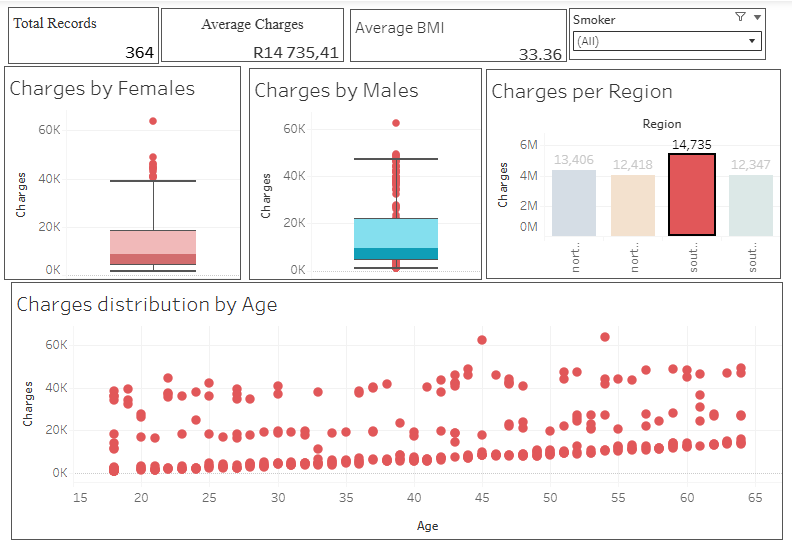 Total Records
364
Average Charges
R14 735,41
Average BMI
33.36
Smoker
(All)
Charges by Females
Charges
60K
40K
20K
0K
Charges by Males
Charges
60K
40K
20K
0K
Charges per Region
Region
Charges
6M
4M
2M
0M
13,406
12,418
14,735
12,347
nort..
nort..
sout..
sout..
Charges distribution by Age
Charges
60K
40K
20K
0K
15 20 25 30 35 40 45 50 55 60 65
Age